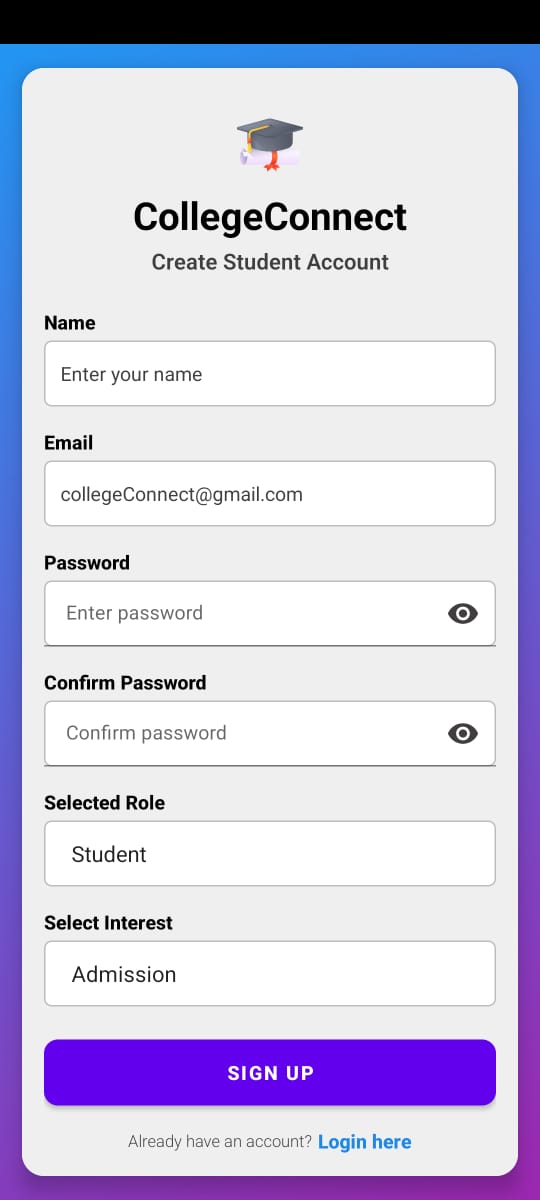 CollegeConnect
Create Student Account
Name
Enter your name
Email
collegeConnect@gmail.com
Password
Enter password
Confirm Password
Confirm password
Selected Role
Student
Select Interest
Admission
SIGN UP
Already have an account? Login here